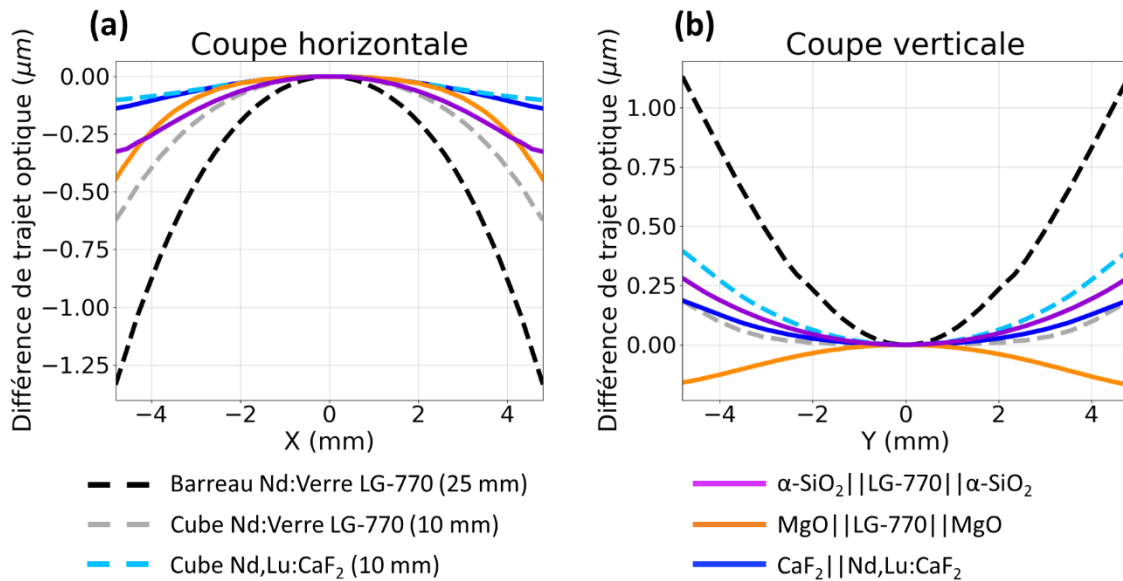 (a)
Coupe horizontale
Différence de trajet optique (μm)
0.00
−0.25
−0.50
−0.75
−1.00
−1.25
−4
−2
0
2
4
X (mm)
(b)
Coupe verticale
Différence de trajet optique (μm)
1.00
0.75
0.50
0.25
0.00
−4
−2
0
2
4
Y (mm)
Barreau Nd:Verre LG-770 (25 mm)
Cube Nd:Verre LG-770 (10 mm)
Cube Nd,Lu:CaF₂ (10 mm)
α-SiO₂||LG-770||α-SiO₂
MgO||LG-770||MgO
CaF₂||Nd,Lu:CaF₂